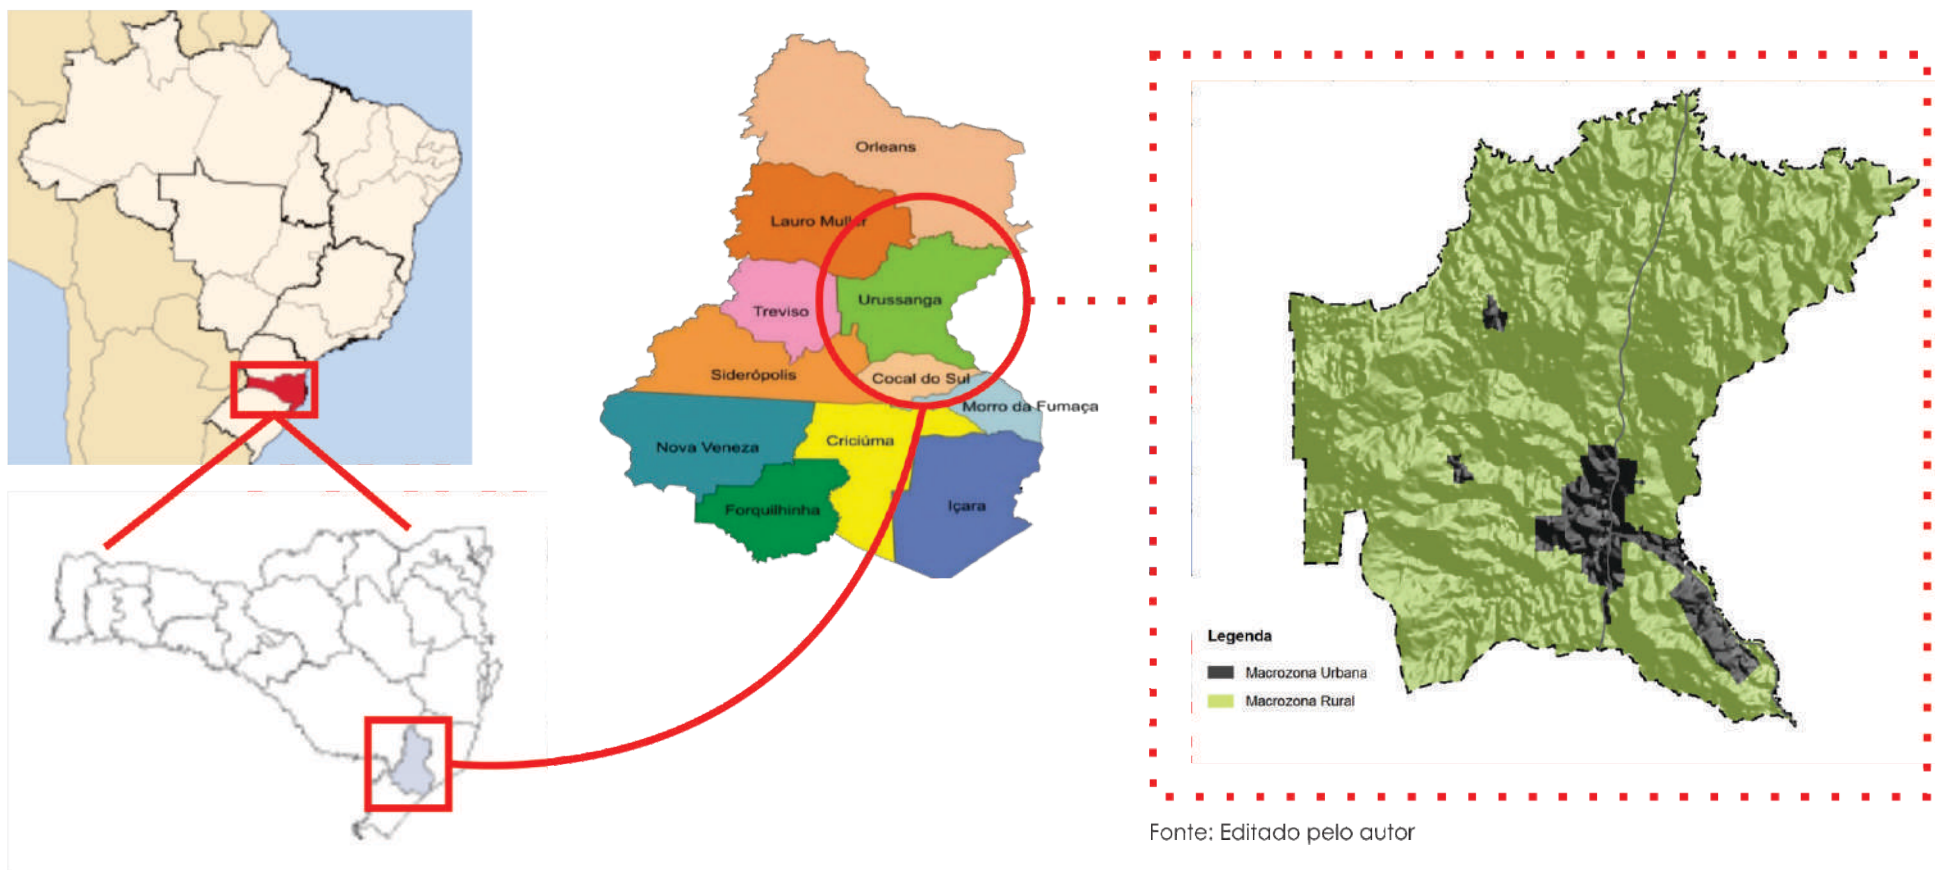 Orleans
Lauro Muller
Urussanga
Treviso
Siderópolis
Cocal do Sul
Morro da Fumaça
Nova Veneza
Criciúma
Forquilhinha
Içara
Legenda
Macrozona Urbana
Macrozona Rural
Fonte: Editado pelo autor